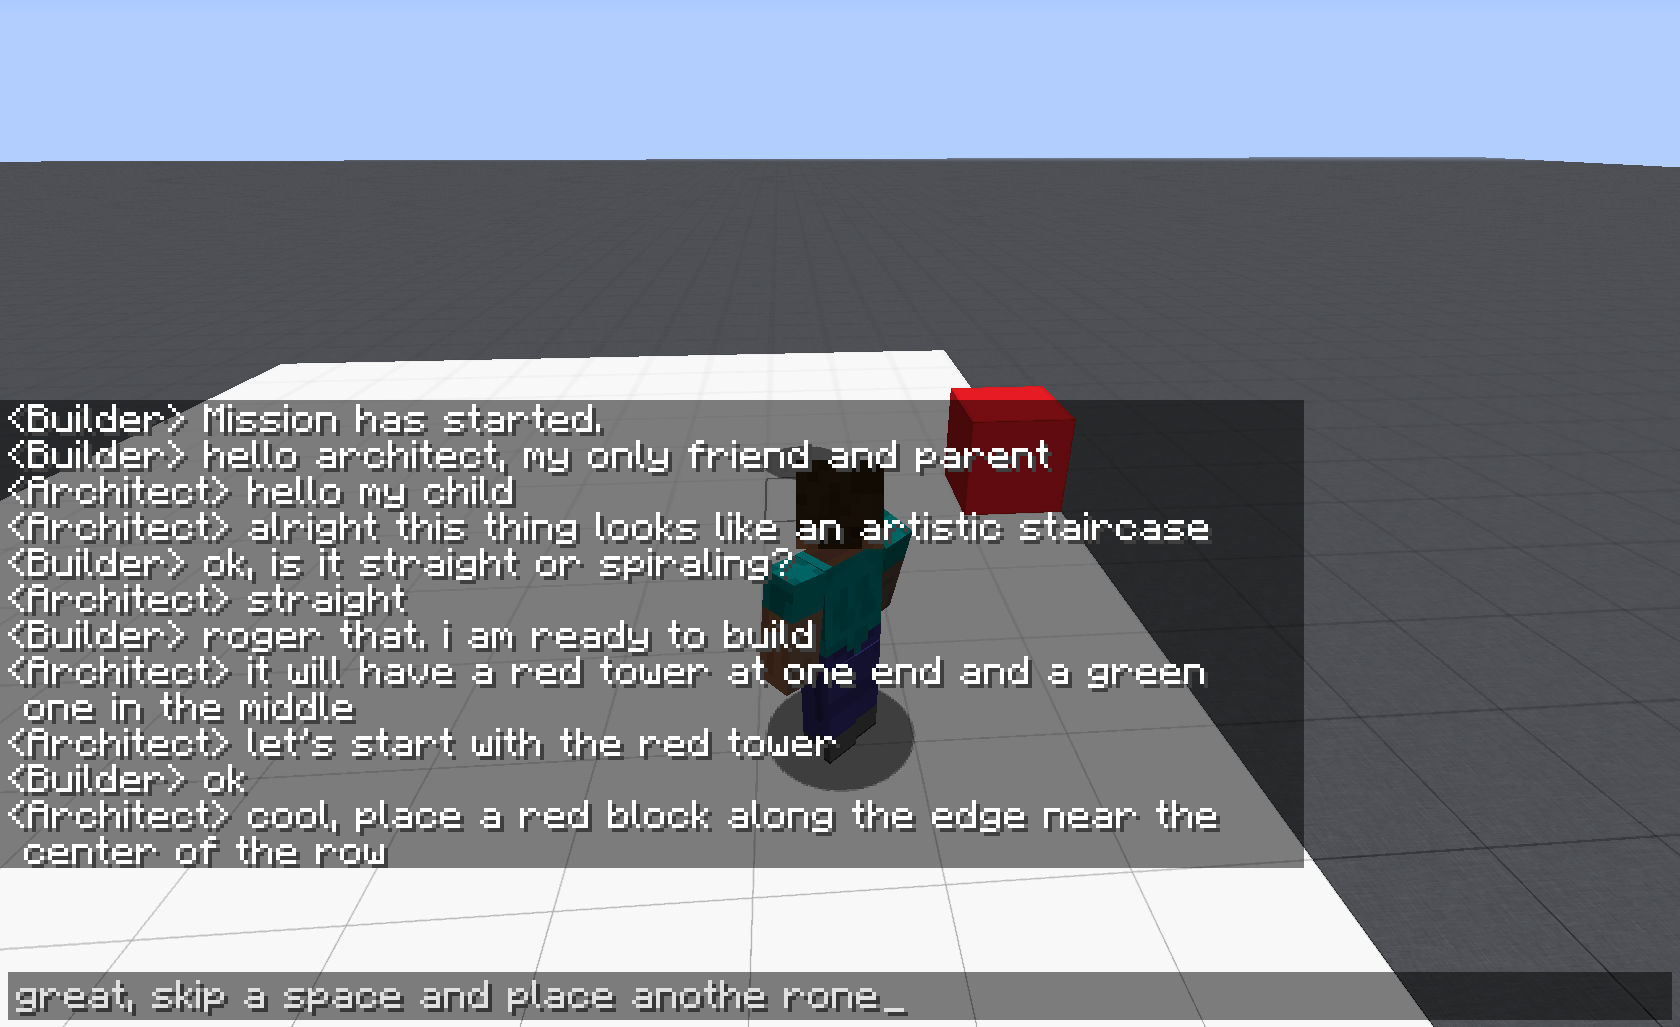 <Builder> Mission has started.
<Builder> hello architect, my only friend and parent
<Architect> hello my child
<Architect> alright this thing looks like an artistic staircase
<Builder> ok, is it straight or spiraling?
<Architect> straight
<Builder> roger that. i am ready to build
<Architect> it will have a red tower at one end and a green
one in the middle
<Architect> let's start with the red tower
<Builder> ok
<Architect> cool, place a red block along the edge near the
center of the row
great, skip a space and place anothe rone_